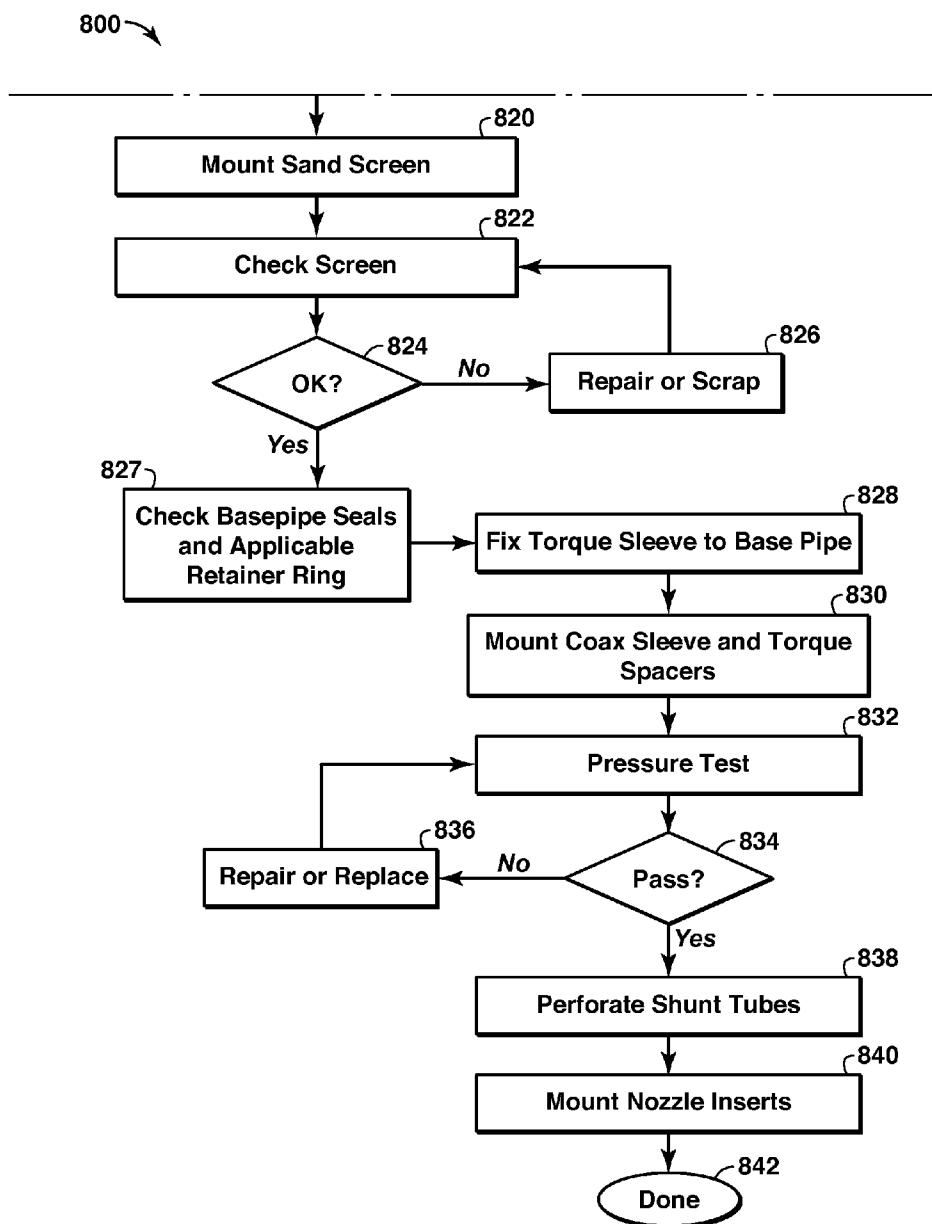 800
820
Mount Sand Screen
822
Check Screen
824
OK?
No
826
Repair or Scrap
Yes
827
Check Basepipe Seals
and Applicable
Retainer Ring
828
Fix Torque Sleeve to Base Pipe
830
Mount Coax Sleeve and Torque
Spacers
832
Pressure Test
834
Pass?
No
836
Repair or Replace
Yes
838
Perforate Shunt Tubes
840
Mount Nozzle Inserts
842
Done